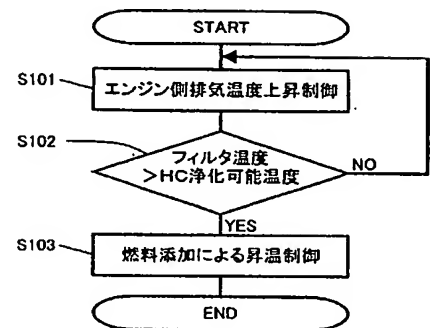 START
S101
エンジン側排気温度上昇制御
S102
フィルタ温度
>HC浄化可能温度
NO
YES
S103
燃料添加による昇温制御
END